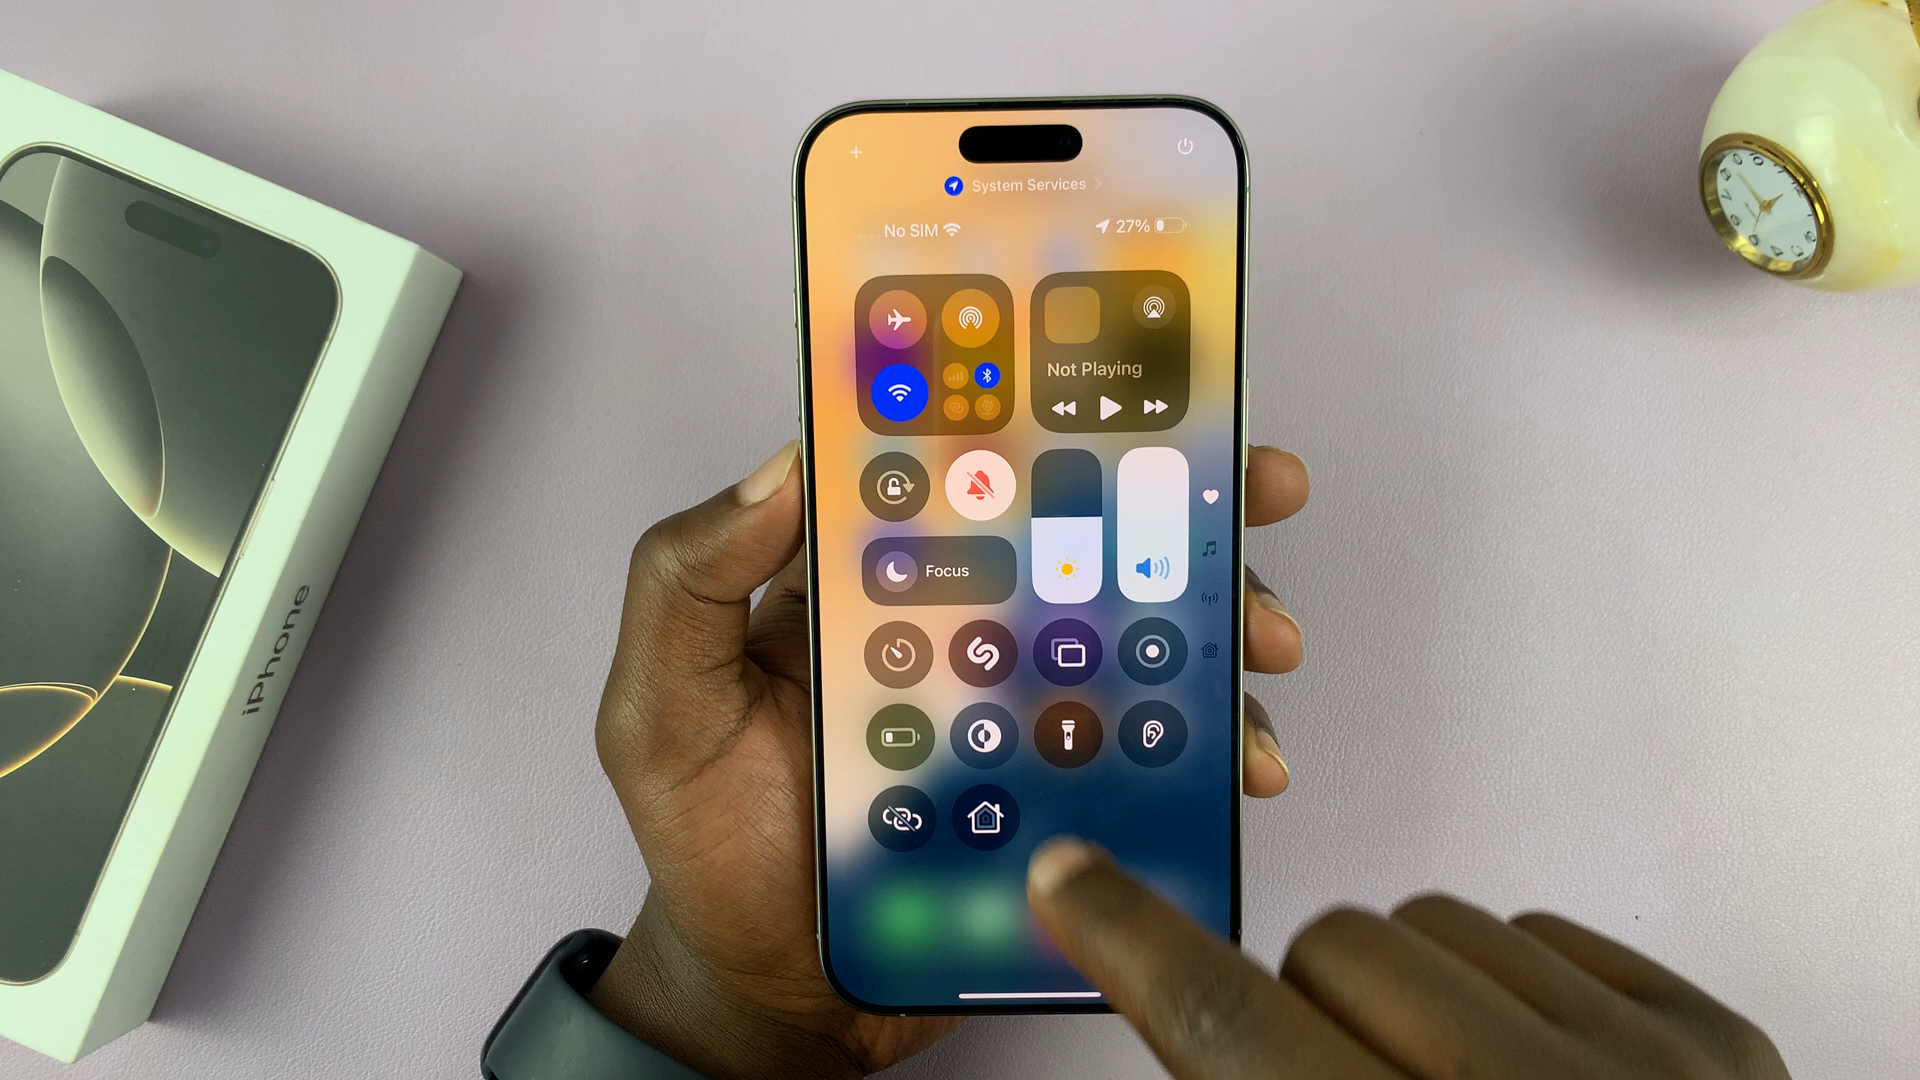 System Services
No SIM
27%
Not Playing
Focus
iPhone